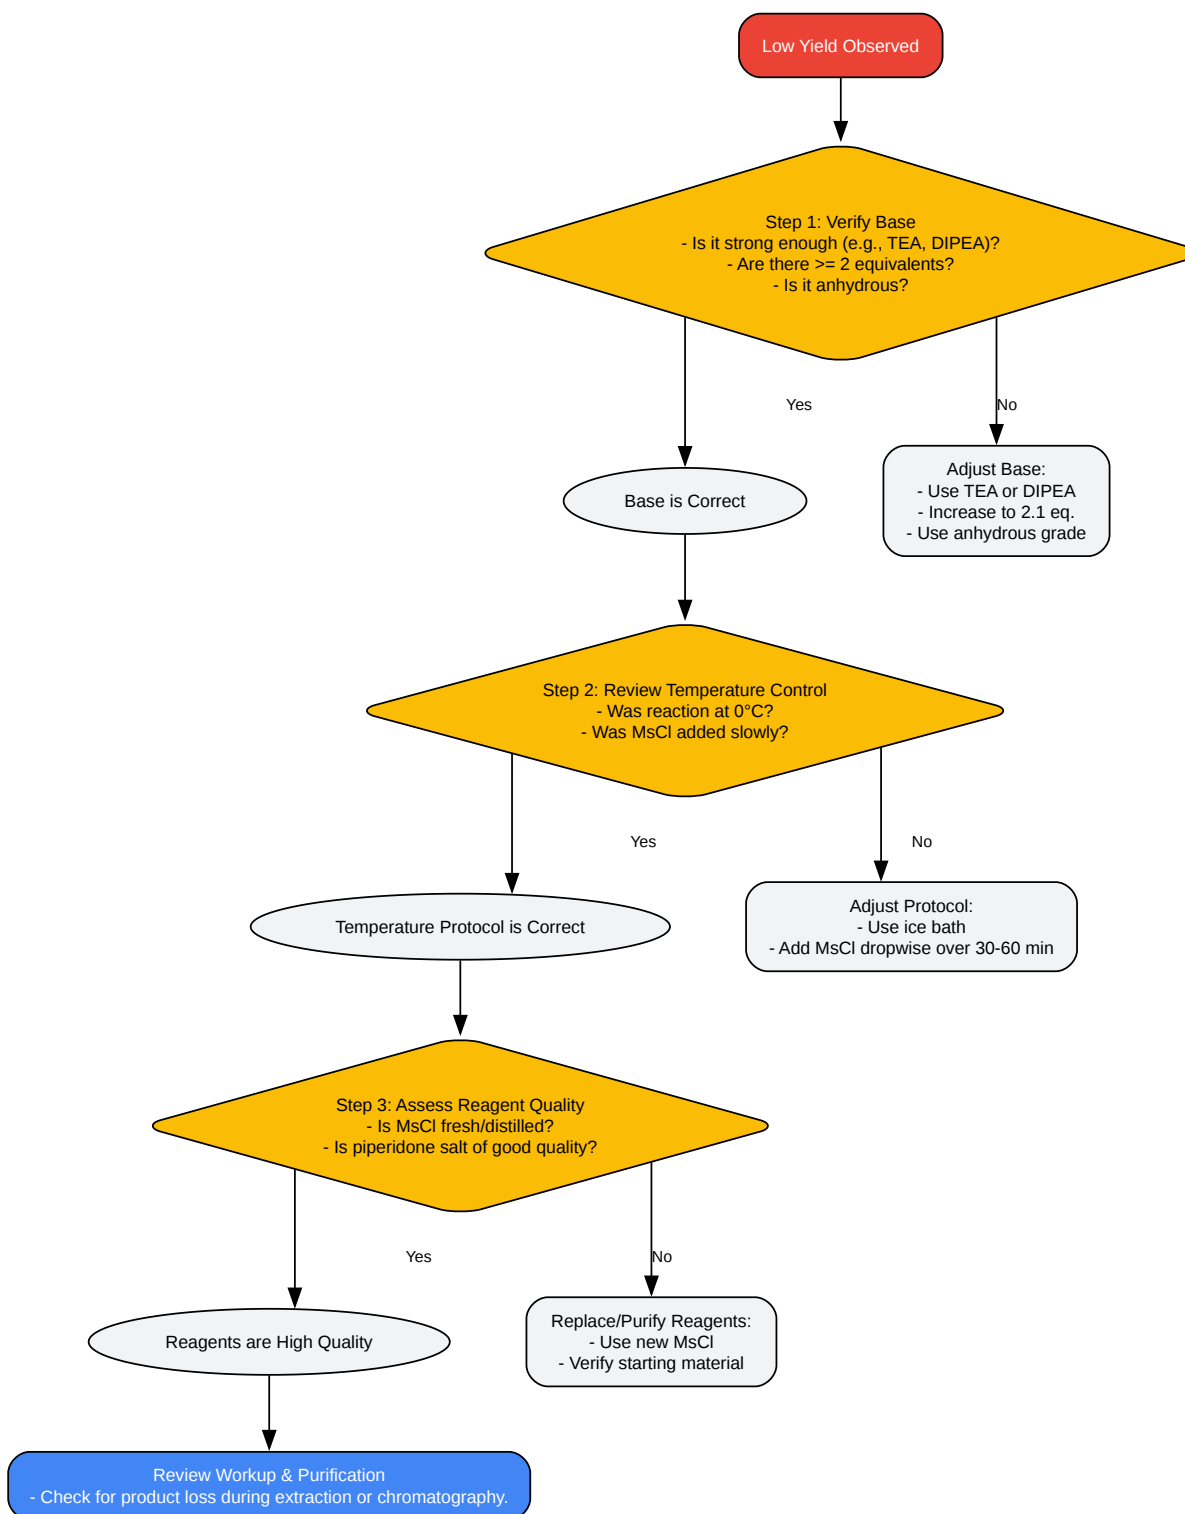 Low Yield Observed
Step 1: Verify Base
- Is it strong enough (e.g., TEA, DIPEA)?
- Are there >= 2 equivalents?
- Is it anhydrous?
Yes
No
Base is Correct
Adjust Base:
- Use TEA or DIPEA
- Increase to 2.1 eq.
- Use anhydrous grade
Step 2: Review Temperature Control
- Was reaction at 0°C?
- Was MsCl added slowly?
Yes
No
Temperature Protocol is Correct
Adjust Protocol:
- Use ice bath
- Add MsCl dropwise over 30-60 min
Step 3: Assess Reagent Quality
- Is MsCl fresh/distilled?
- Is piperidone salt of good quality?
Yes
No
Reagents are High Quality
Replace/Purify Reagents:
- Use new MsCl
- Verify starting material
Review Workup & Purification
- Check for product loss during extraction or chromatography.